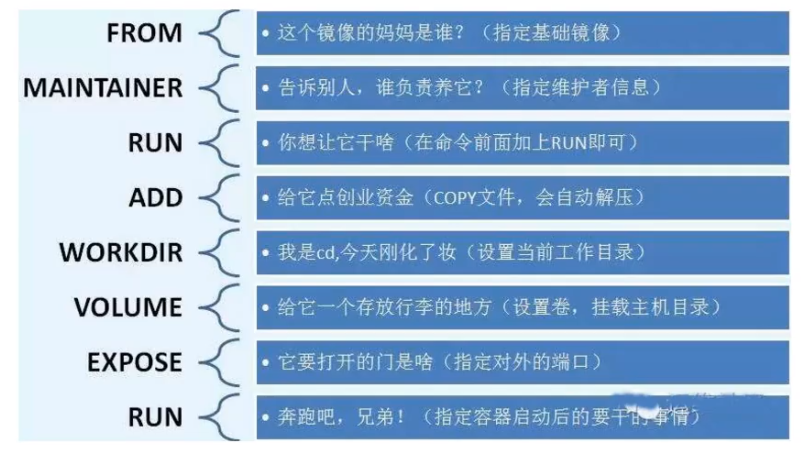 FROM • 这个镜像的妈妈是谁？（指定基础镜像）
MAINTAINER • 告诉别人，谁负责养它？（指定维护者信息）
RUN • 你想让它干啥（在命令前面加上RUN即可）
ADD • 给它点创业资金（COPY文件，会自动解压）
WORKDIR • 我是cd,今天刚化了妆（设置当前工作目录）
VOLUME • 给它一个存放行李的地方（设置卷，挂载主机目录）
EXPOSE • 它要打开的门是啥（指定对外的端口）
RUN • 奔跑吧，兄弟！（指定容器启动后的要干的事情）